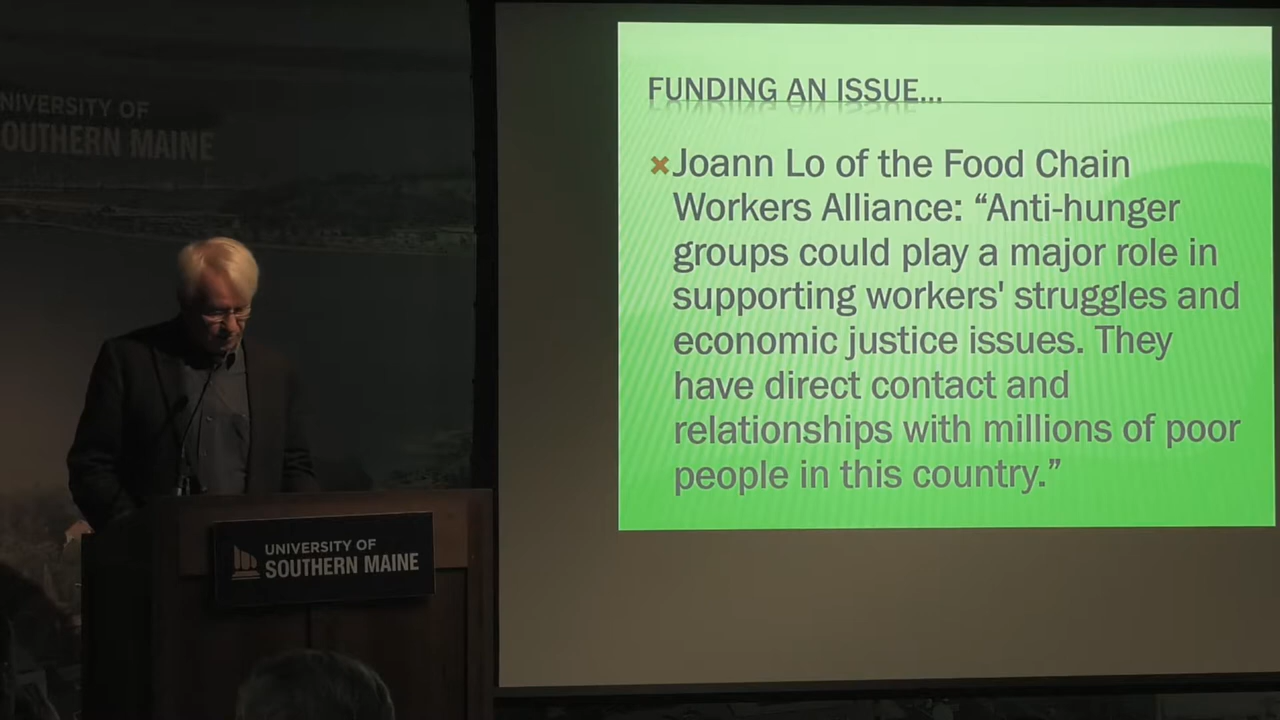 NIVERSITY OF
OUTHERN MAINE
FUNDING AN ISSUE...
Joann Lo of the Food Chain
Workers Alliance: “Anti-hunger
groups could play a major role in
supporting workers' struggles and
economic justice issues. They
have direct contact and
relationships with millions of poor
people in this country.”
UNIVERSITY OF
SOUTHERN MAINE